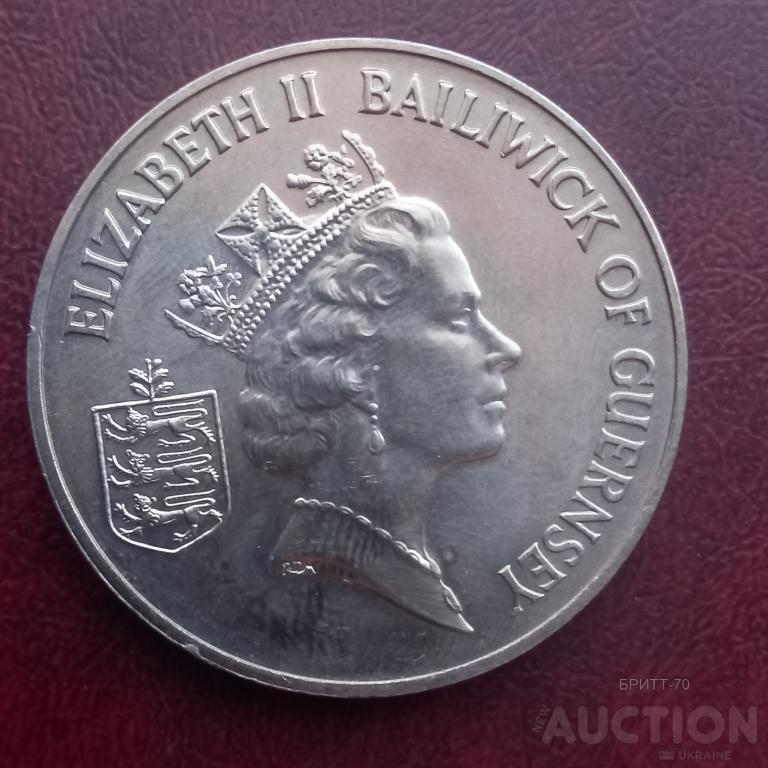 ELIZABETH II BAILIWICK OF GUERNSEY
RDM
БРИТТ-70
NEW AUCTION
UKRAINE